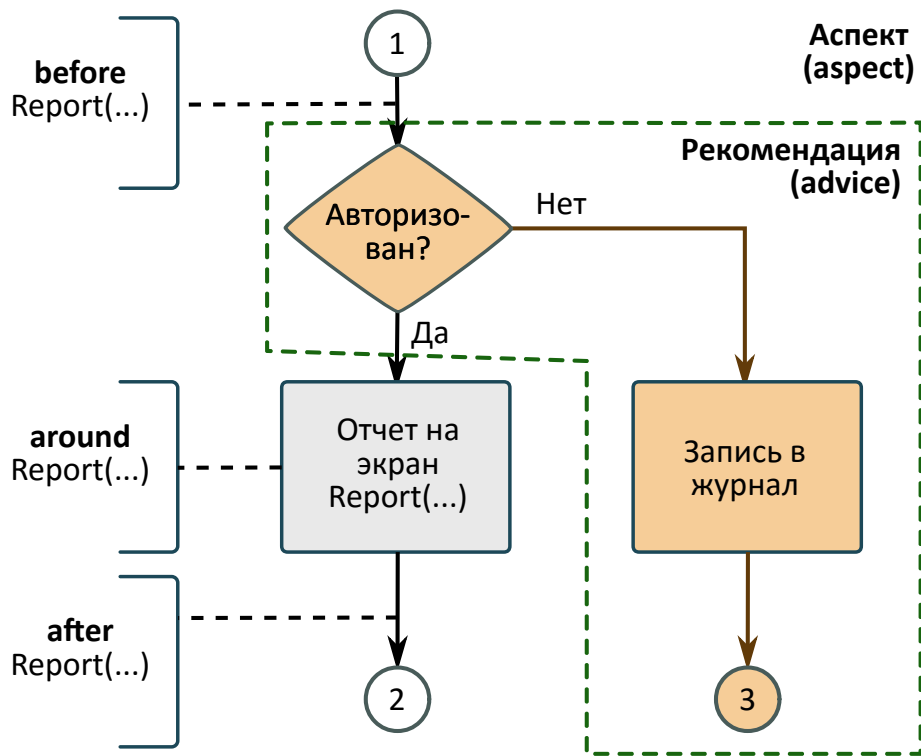 1
Аспект
(aspect)
before
Report(...)
Рекомендация
(advice)
Нет
Авторизо-
ван?
Да
around
Report(...)
Отчет на
экран
Report(...)
Запись в
журнал
after
Report(...)
2
3